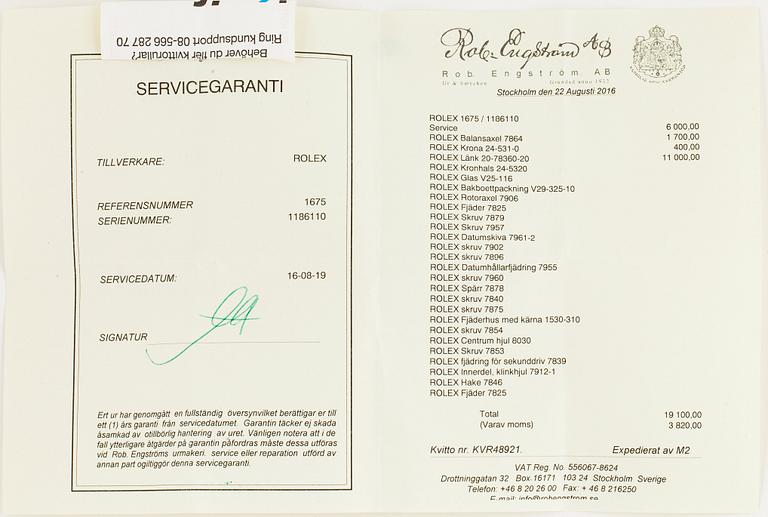 Behöver du fler kvittorullar?
Ring kundsupport 08-566 287 70
SERVICEGARANTI
TILLVERKARE: ROLEX
REFERENSNUMMER 1675
SERIENUMMER: 1186110
SERVICEDATUM: 16-08-19
SIGNATUR
Ert ur har genomgått en fullständig översynvilket berättigar er till
ett (1) års garanti från servicedatumet. Garantin täcker ej skada
åsamkad av otillbörlig hantering av uret. Vänligen notera att i de
fall ytterligare åtgärder på garantin påfordras måste dessa utföras
vid Rob. Engströms urmakeri. service eller reparation utförd av
annan part ogiltiggör denna servicegaranti.
Rob. Engström AB
Rob. Engström AB
Ur & bracken Grundad anno 1932
Stockholm den 22 Augusti 2016
ROLEX 1675 / 1186110
Service 6 000,00
ROLEX Balansaxel 7864 1 700,00
ROLEX Krona 24-531-0 400,00
ROLEX Länk 20-78360-20 11 000,00
ROLEX Kronhals 24-5320
ROLEX Glas V25-116
ROLEX Bakboettpackning V29-325-10
ROLEX Rotoraxel 7906
ROLEX Fjäder 7825
ROLEX Skruv 7879
ROLEX Skruv 7957
ROLEX Datumskiva 7961-2
ROLEX skruv 7902
ROLEX skruv 7896
ROLEX Datumhållarfjädring 7955
ROLEX skruv 7960
ROLEX Spärr 7878
ROLEX skruv 7840
ROLEX skruv 7875
ROLEX Fjäderhus med kärna 1530-310
ROLEX skruv 7854
ROLEX Centrum hjul 8030
ROLEX Skruv 7853
ROLEX fjädring för sekunddriv 7839
ROLEX Innerdel, klinkhjul 7912-1
ROLEX Hake 7846
ROLEX Fjäder 7825
Total 19 100,00
(Varav moms) 3 820,00
Kvitto nr. KVR48921. Expedierat av M2
VAT Reg. No. 556067-8624
Drottninggatan 32 Box.16171 103 24 Stockholm Sverige
Telefon: +46 8 20 26 00 Fax: + 46 8 216250
E-mail: info@robengstrom.se